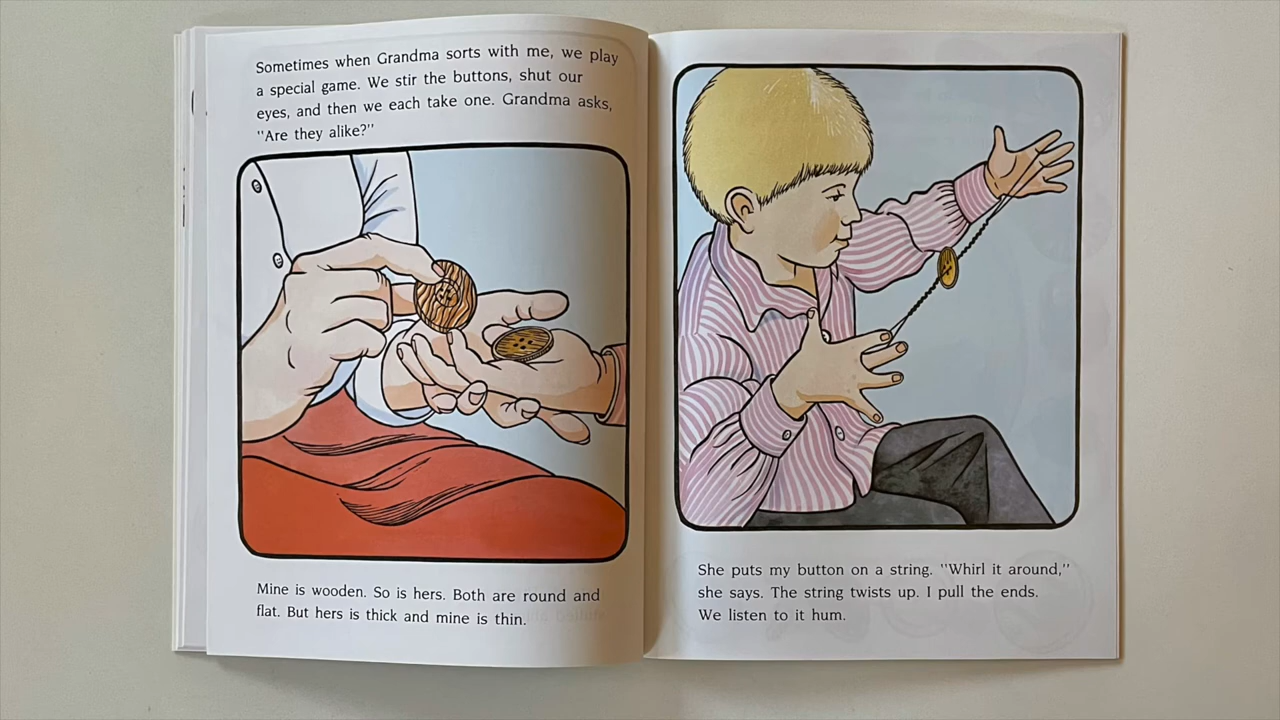 Sometimes when Grandma sorts with me, we play
a special game. We stir the buttons, shut our
eyes, and then we each take one. Grandma asks,
"Are they alike?"
Mine is wooden. So is hers. Both are round and
flat. But hers is thick and mine is thin.
She puts my button on a string. "Whirl it around,"
she says. The string twists up. I pull the ends.
We listen to it hum.